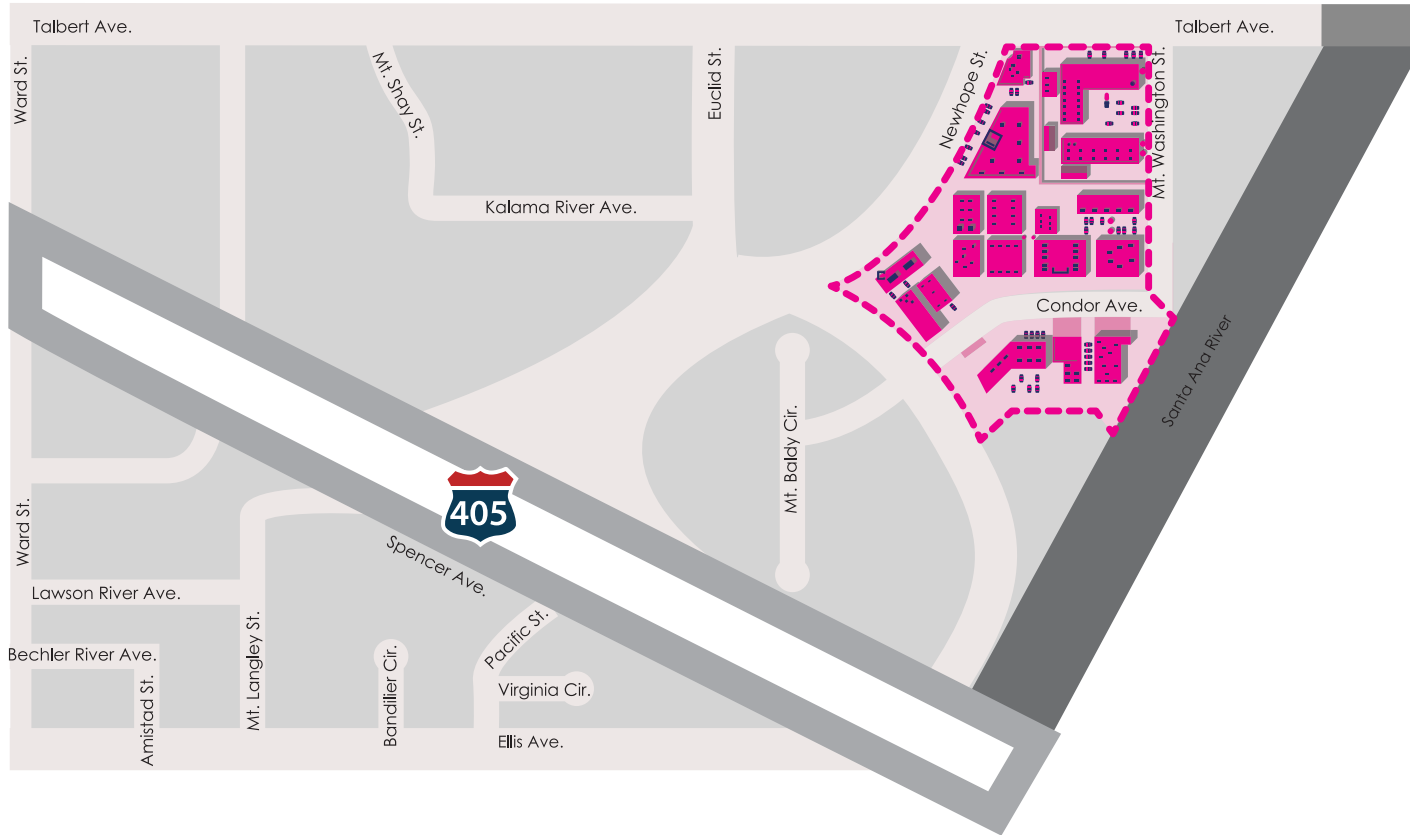 Talbert Ave.
Talbert Ave.
Ward St.
Mt. Shay St.
Euclid St.
Newhope St.
Mt. Washington St.
Kalama River Ave.
Condor Ave.
Santa Ana River
Mt. Baldy Cir.
405
Ward St.
Spencer Ave.
Lawson River Ave.
Mt. Langley St.
Pacific St.
Bechler River Ave.
Bandilier Cir.
Virginia Cir.
Amistad St.
Ellis Ave.